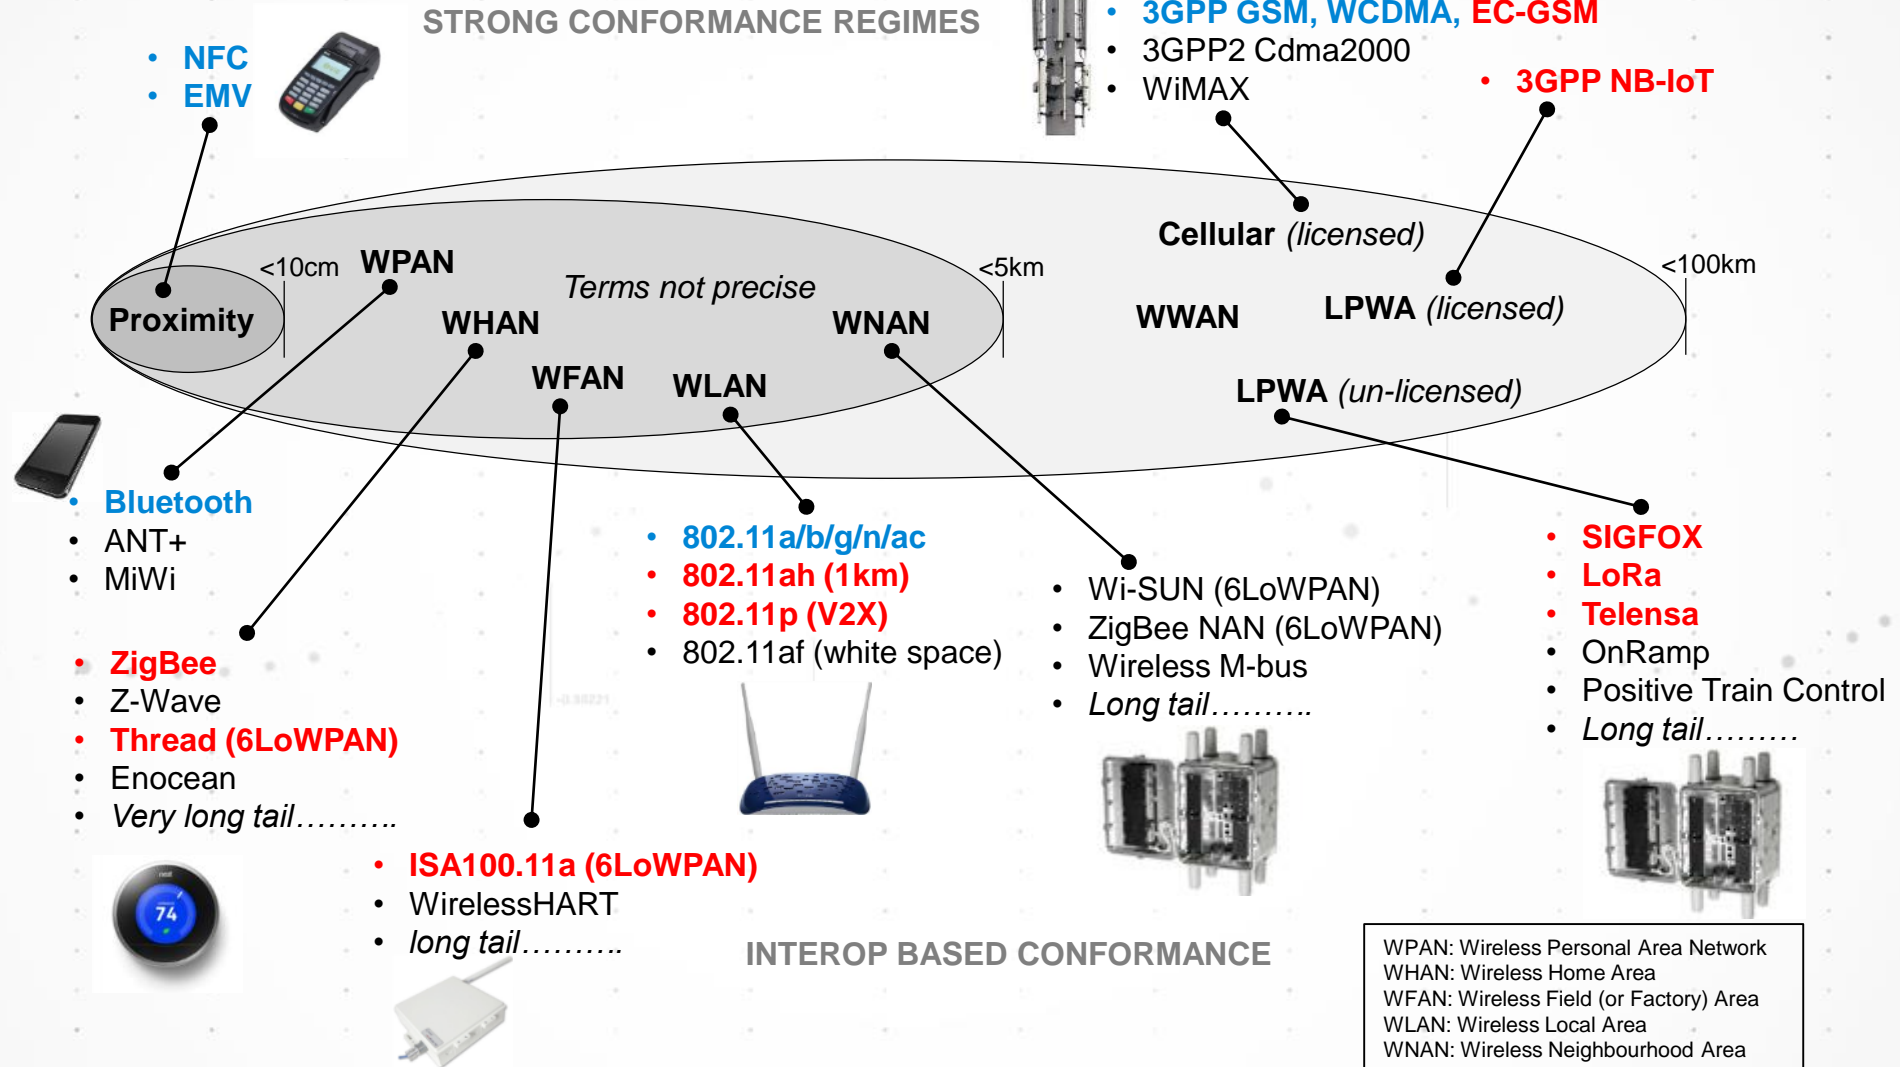 STRONG CONFORMANCE REGIMES
• NFC
• EMV
• 3GPP GSM, WCDMA, EC-GSM
• 3GPP2 Cdma2000
• WiMAX
• 3GPP NB-IoT
Cellular (licensed)
<10cm
WPAN
Terms not precise
<5km
<100km
Proximity
WHAN
WNAN
WWAN
LPWA (licensed)
WFAN
WLAN
LPWA (un-licensed)
• Bluetooth
• ANT+
• MiWi
• ZigBee
• Z-Wave
• Thread (6LoWPAN)
• Enocean
• Very long tail..........
• ISA100.11a (6LoWPAN)
• WirelessHART
• long tail..........
• 802.11a/b/g/n/ac
• 802.11ah (1km)
• 802.11p (V2X)
• 802.11af (white space)
• Wi-SUN (6LoWPAN)
• ZigBee NAN (6LoWPAN)
• Wireless M-bus
• Long tail..........
• SIGFOX
• LoRa
• Telensa
• OnRamp
• Positive Train Control
• Long tail.........
nest
74
INTEROP BASED CONFORMANCE
WPAN: Wireless Personal Area Network
WHAN: Wireless Home Area
WFAN: Wireless Field (or Factory) Area
WLAN: Wireless Local Area
WNAN: Wireless Neighbourhood Area